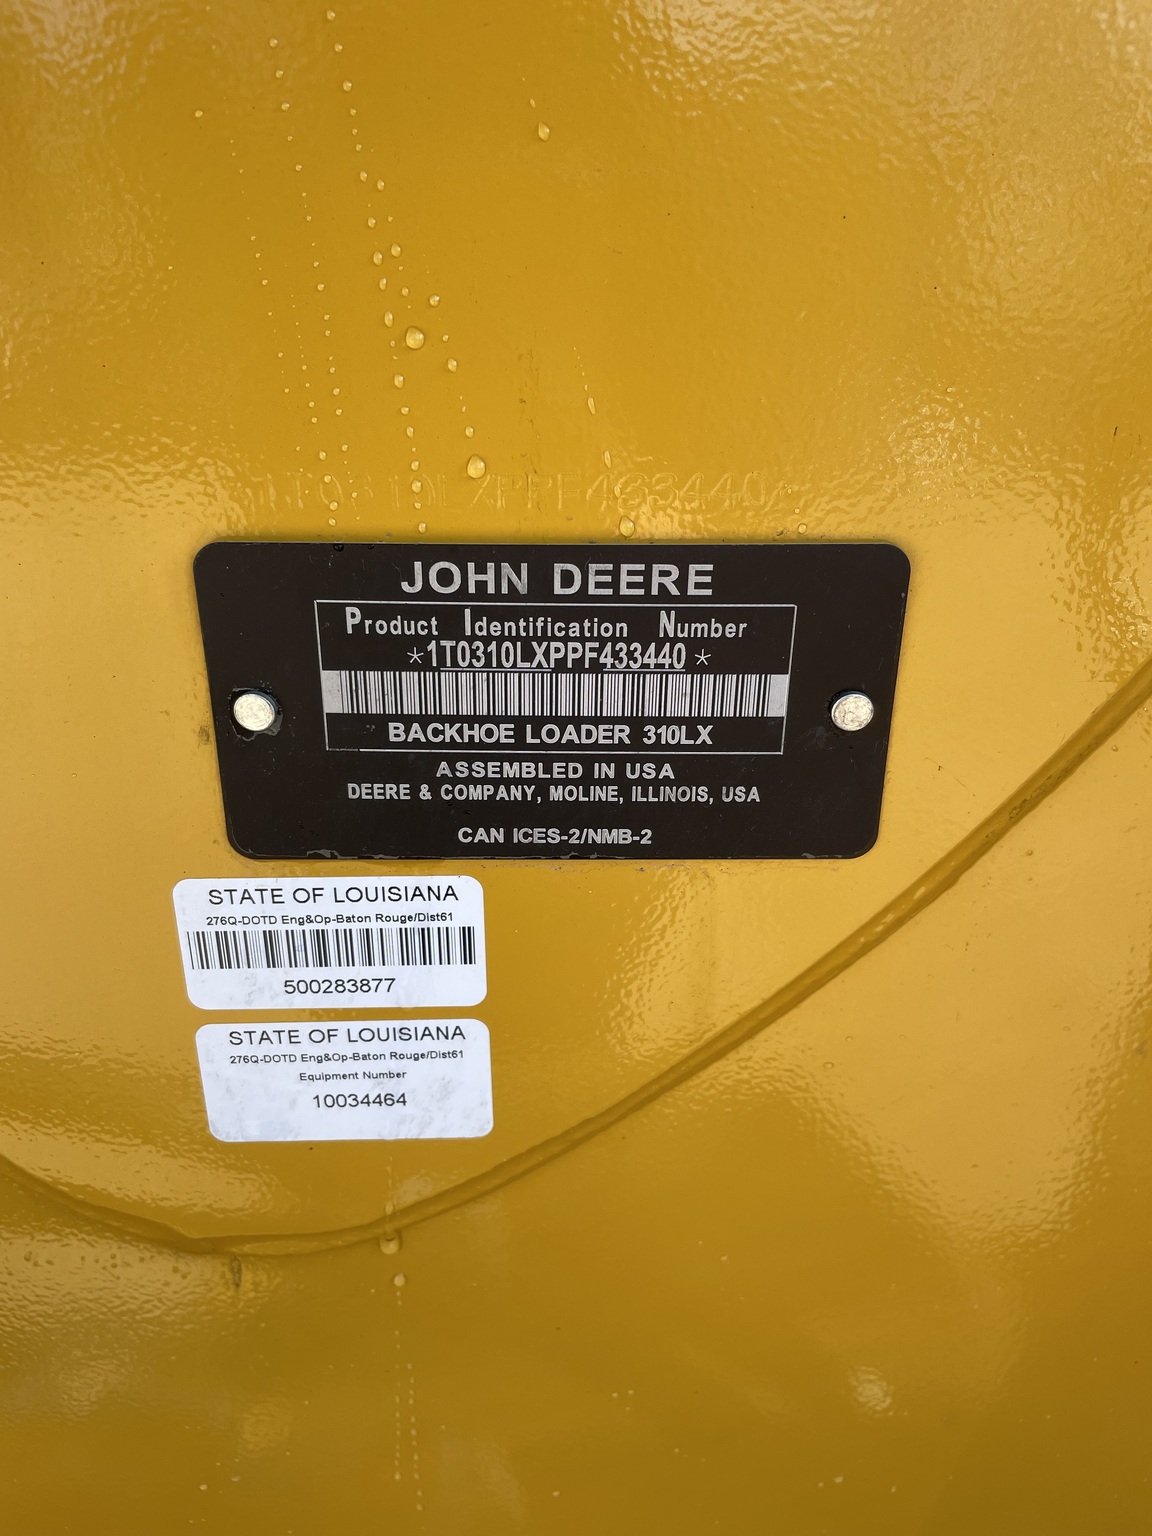 1T0310LXPPF433440
JOHN DEERE
Product Identification Number
*1T0310LXPPF433440*
BACKHOE LOADER 310LX
ASSEMBLED IN USA
DEERE & COMPANY, MOLINE, ILLINOIS, USA
CAN ICES-2/NMB-2
STATE OF LOUISIANA
276Q-DOTD Eng&Op-Baton Rouge/Dist61
500283877
STATE OF LOUISIANA
276Q-DOTD Eng&Op-Baton Rouge/Dist61
Equipment Number
10034464